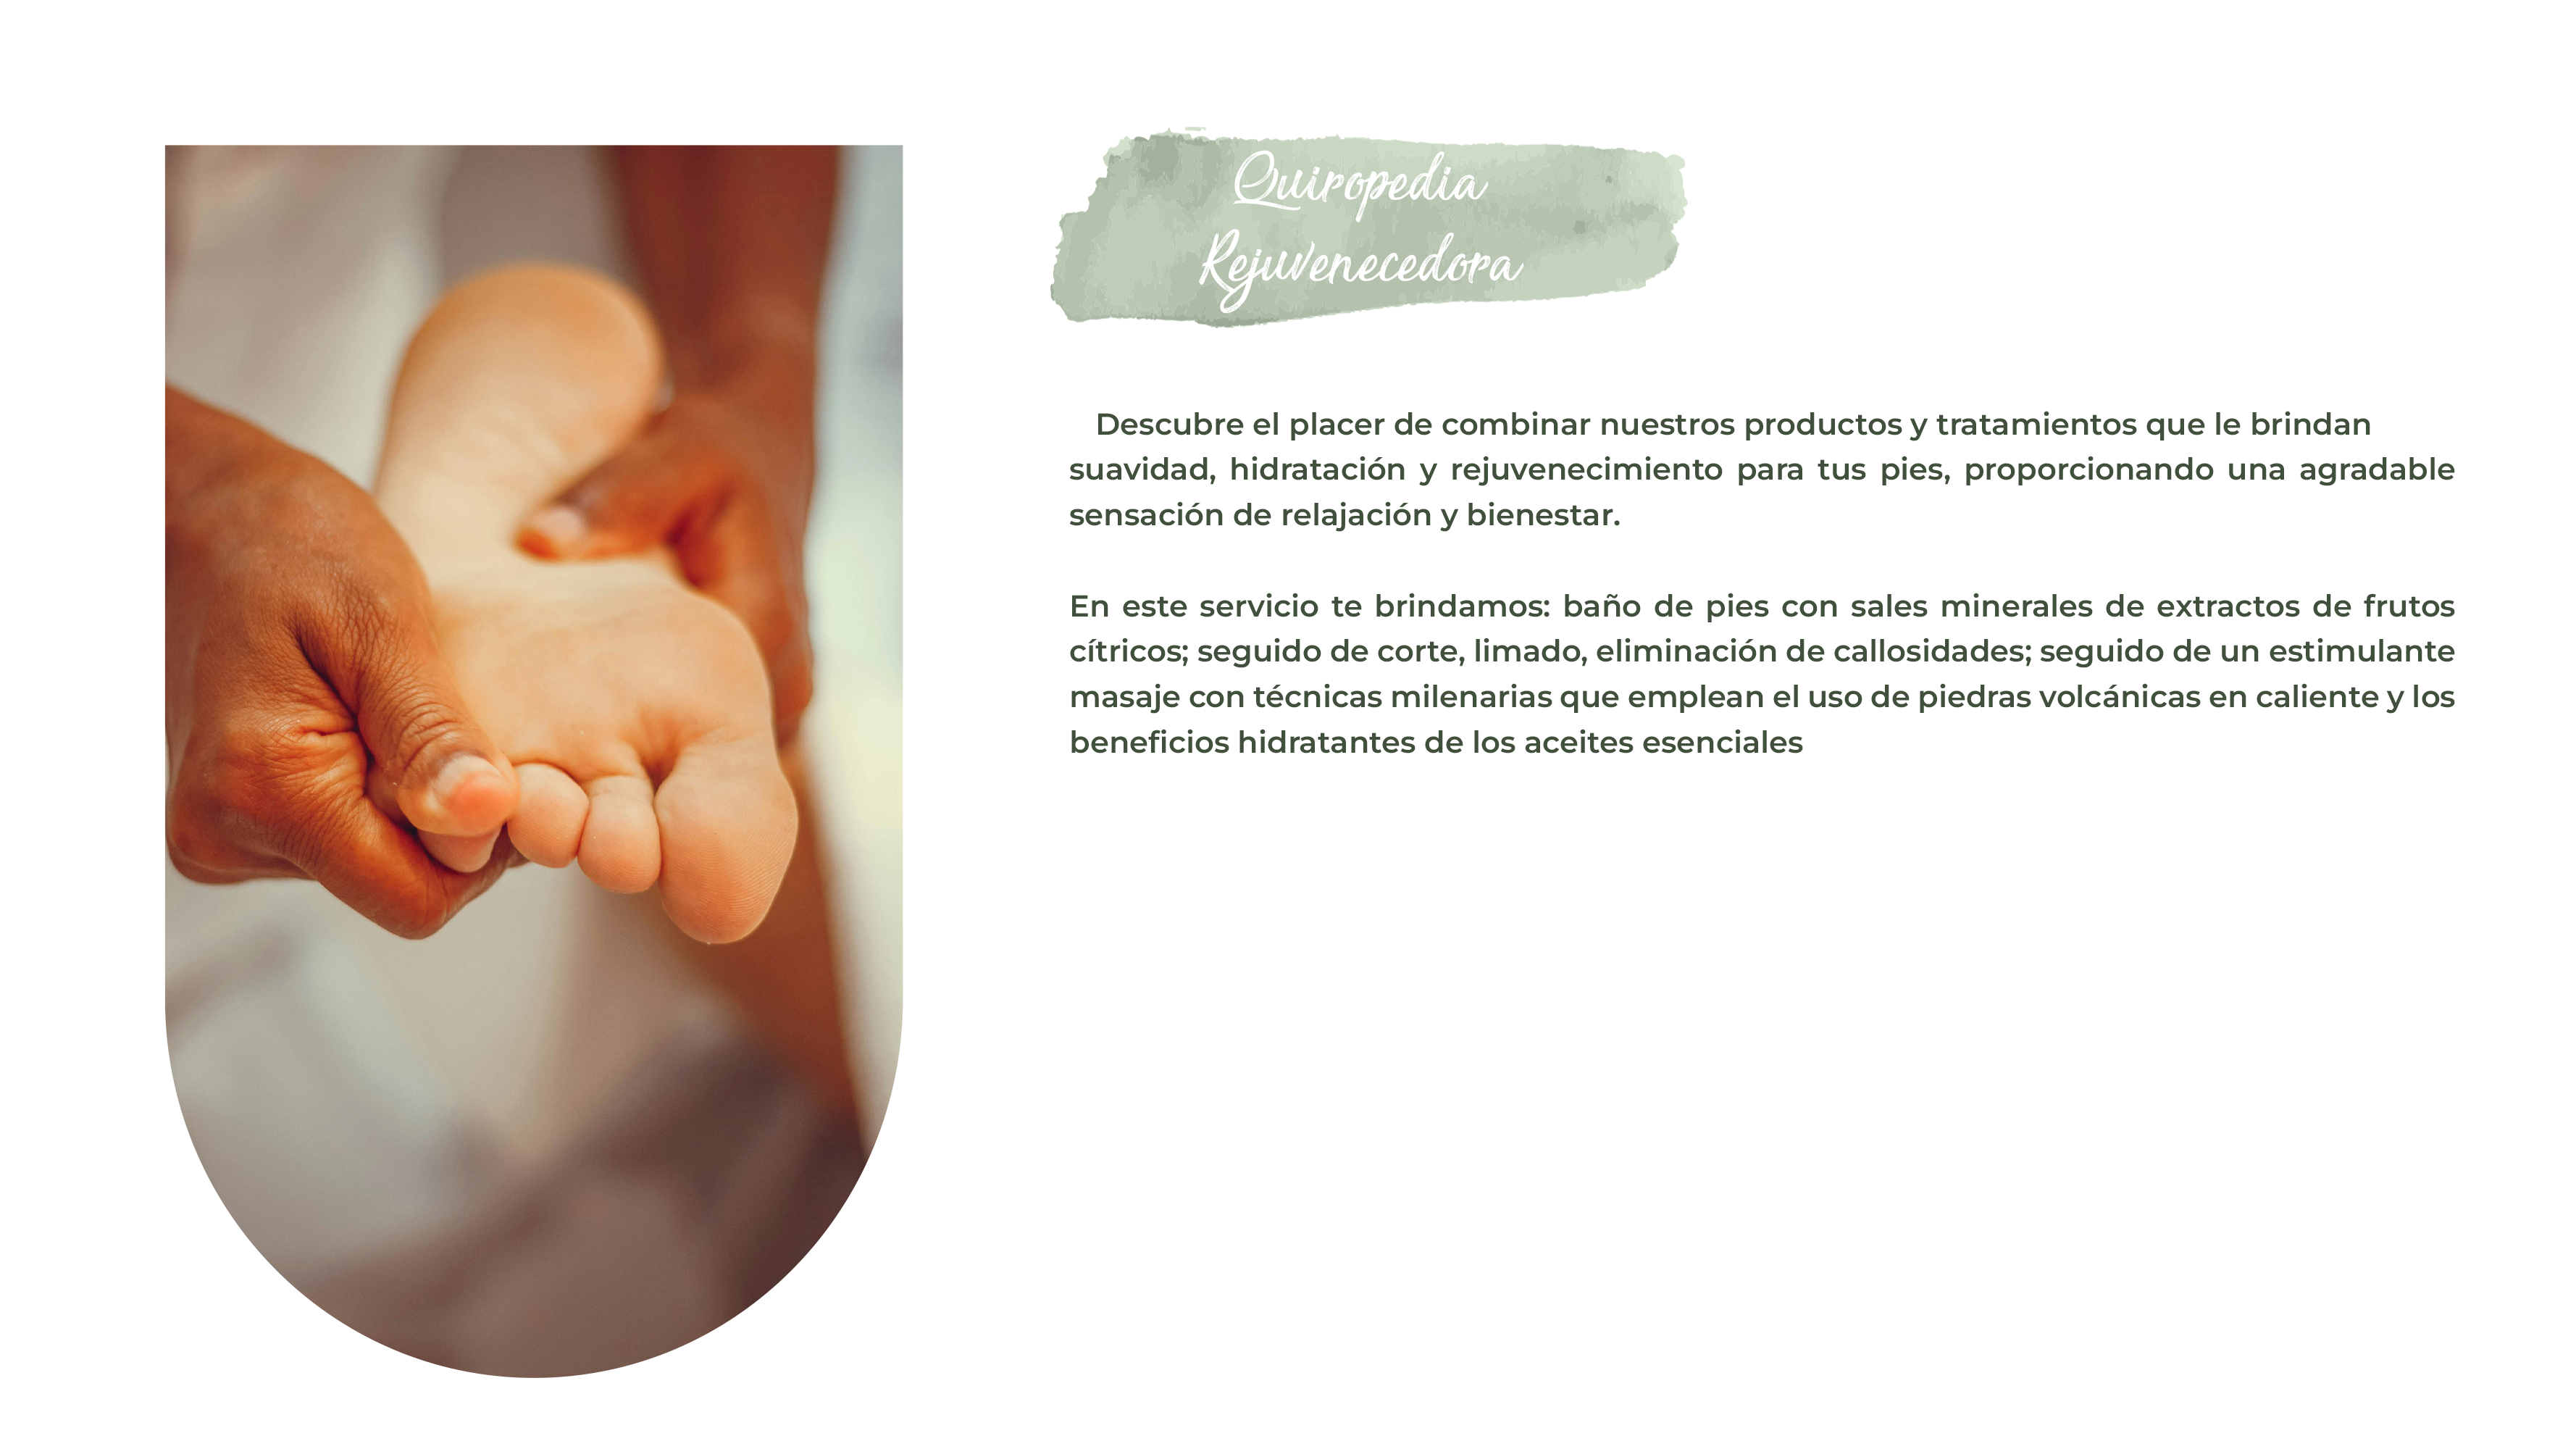 Quiropedia
Rejuvenecedora
Descubre el placer de combinar nuestros productos y tratamientos que le brindan
suavidad, hidratación y rejuvenecimiento para tus pies, proporcionando una agradable
sensación de relajación y bienestar.
En este servicio te brindamos: baño de pies con sales minerales de extractos de frutos
cítricos; seguido de corte, limado, eliminación de callosidades; seguido de un estimulante
masaje con técnicas milenarias que emplean el uso de piedras volcánicas en caliente y los
beneficios hidratantes de los aceites esenciales